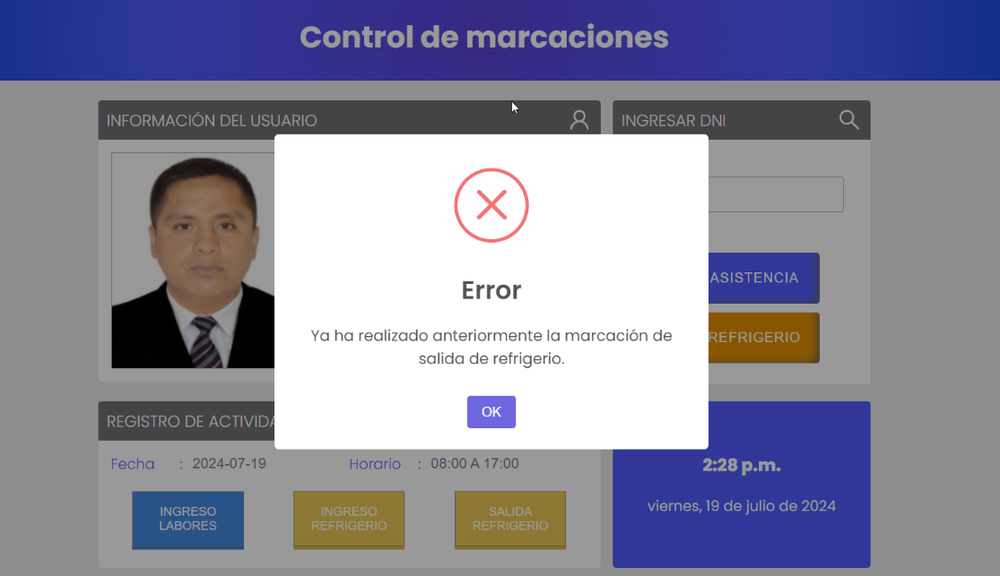 Control de marcaciones
INFORMACIÓN DEL USUARIO
INGRESAR DNI
Error
Ya ha realizado anteriormente la marcación de
salida de refrigerio.
OK
ASISTENCIA
REFRIGERIO
REGISTRO DE ACTIVIDA
Fecha : 2024-07-19
Horario : 08:00 A 17:00
INGRESO
LABORES
INGRESO
REFRIGERIO
SALIDA
REFRIGERIO
2:28 p.m.
viernes, 19 de julio de 2024